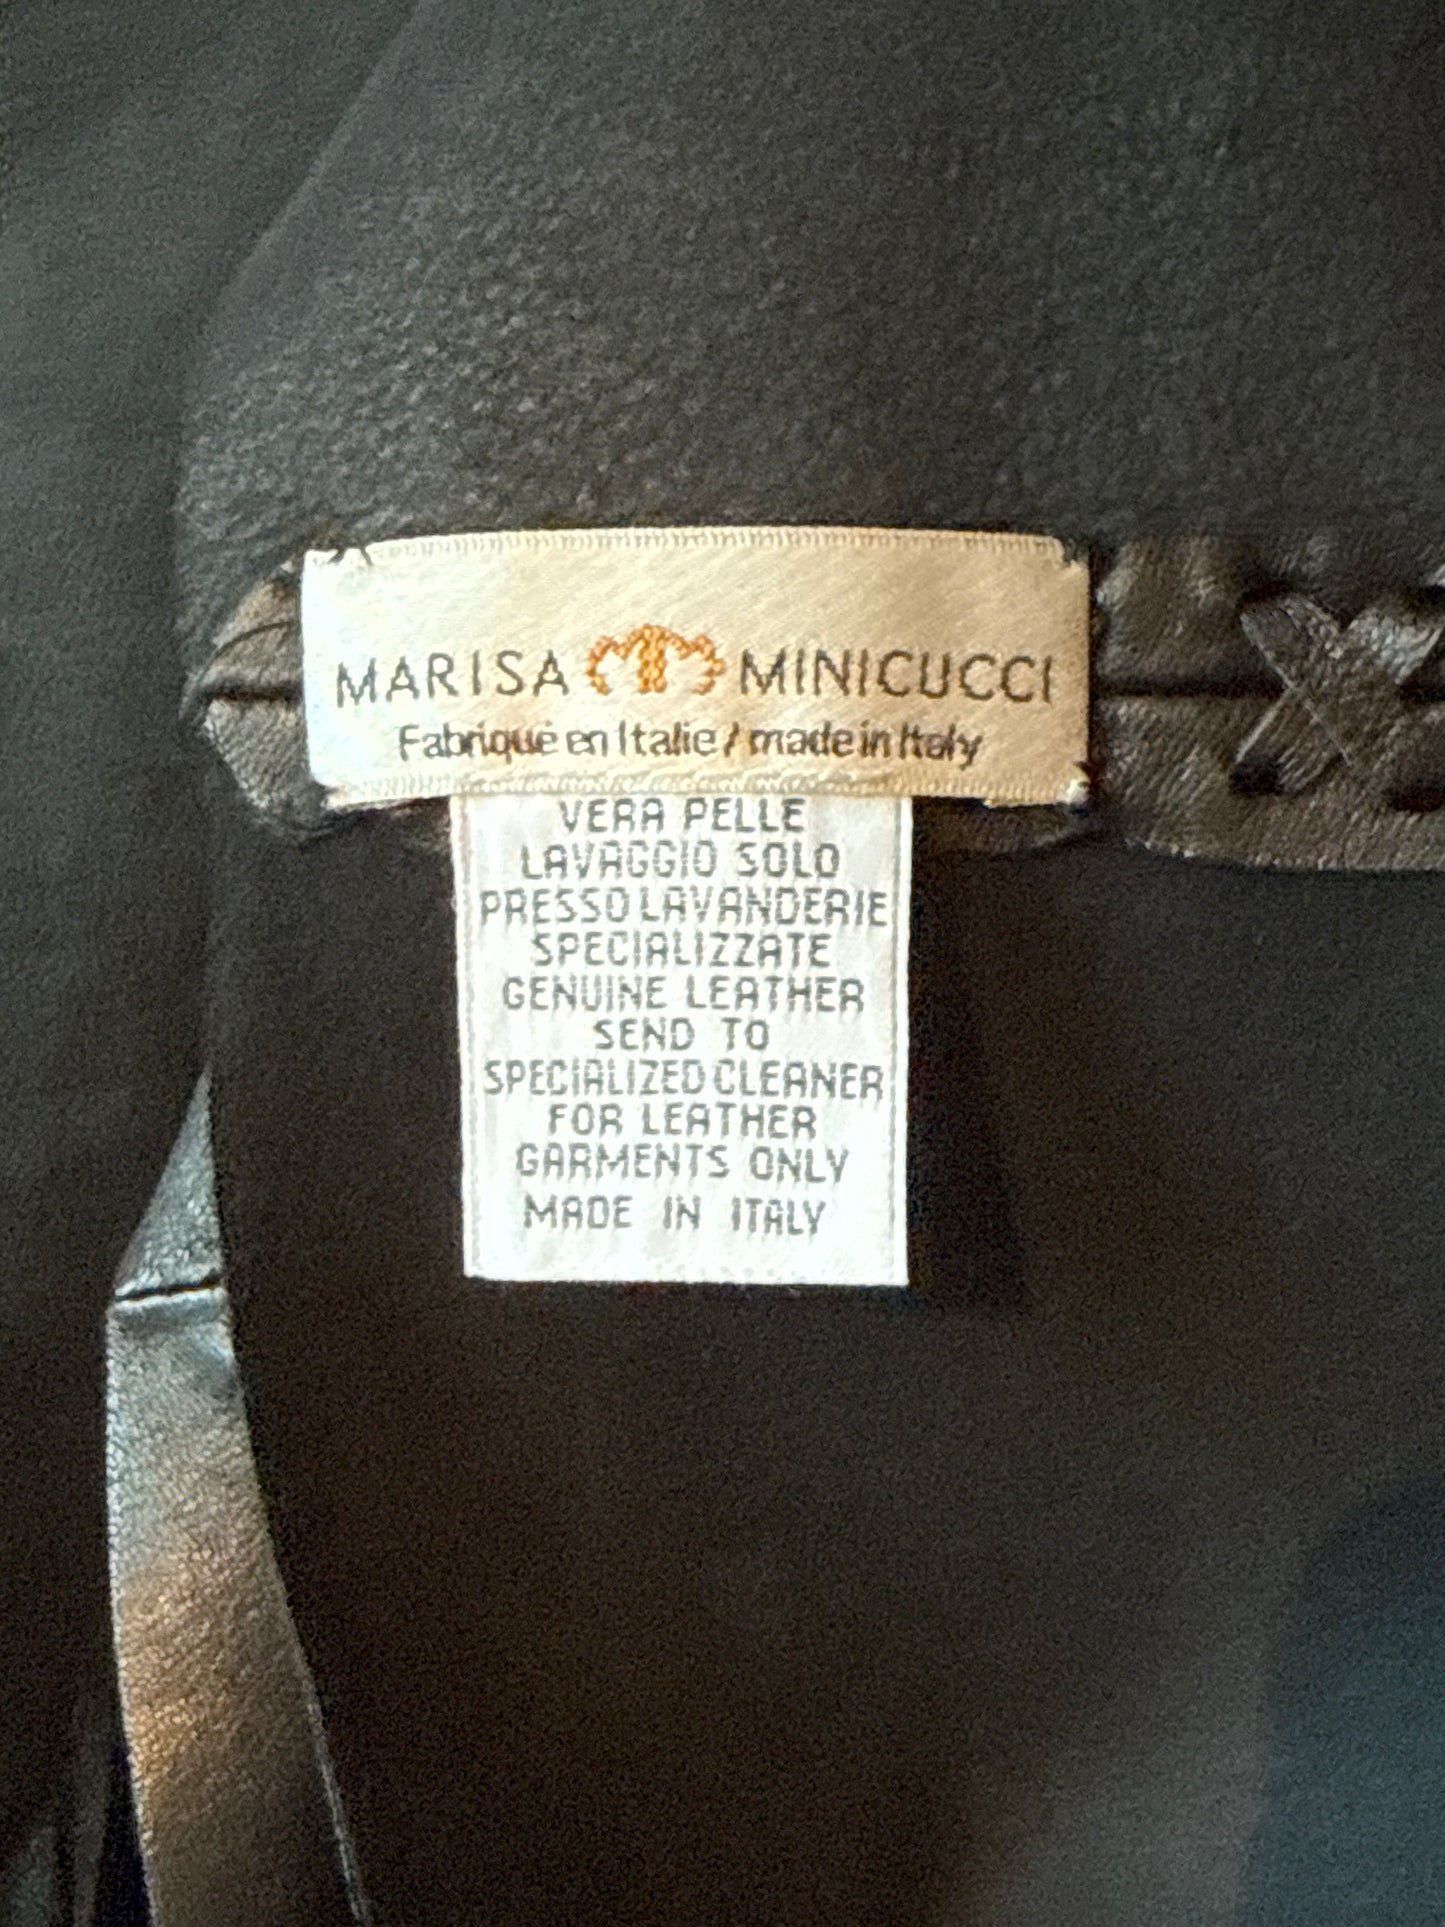 MARISA MINICUCCI
Fabriqué en Italie / made in Italy
VERA PELLE
LAVAGGIO SOLO
PRESSO LAVANDERIE
SPECIALIZZATE
GENUINE LEATHER
SEND TO
SPECIALIZED CLEANER
FOR LEATHER
GARMENTS ONLY
MADE IN ITALY